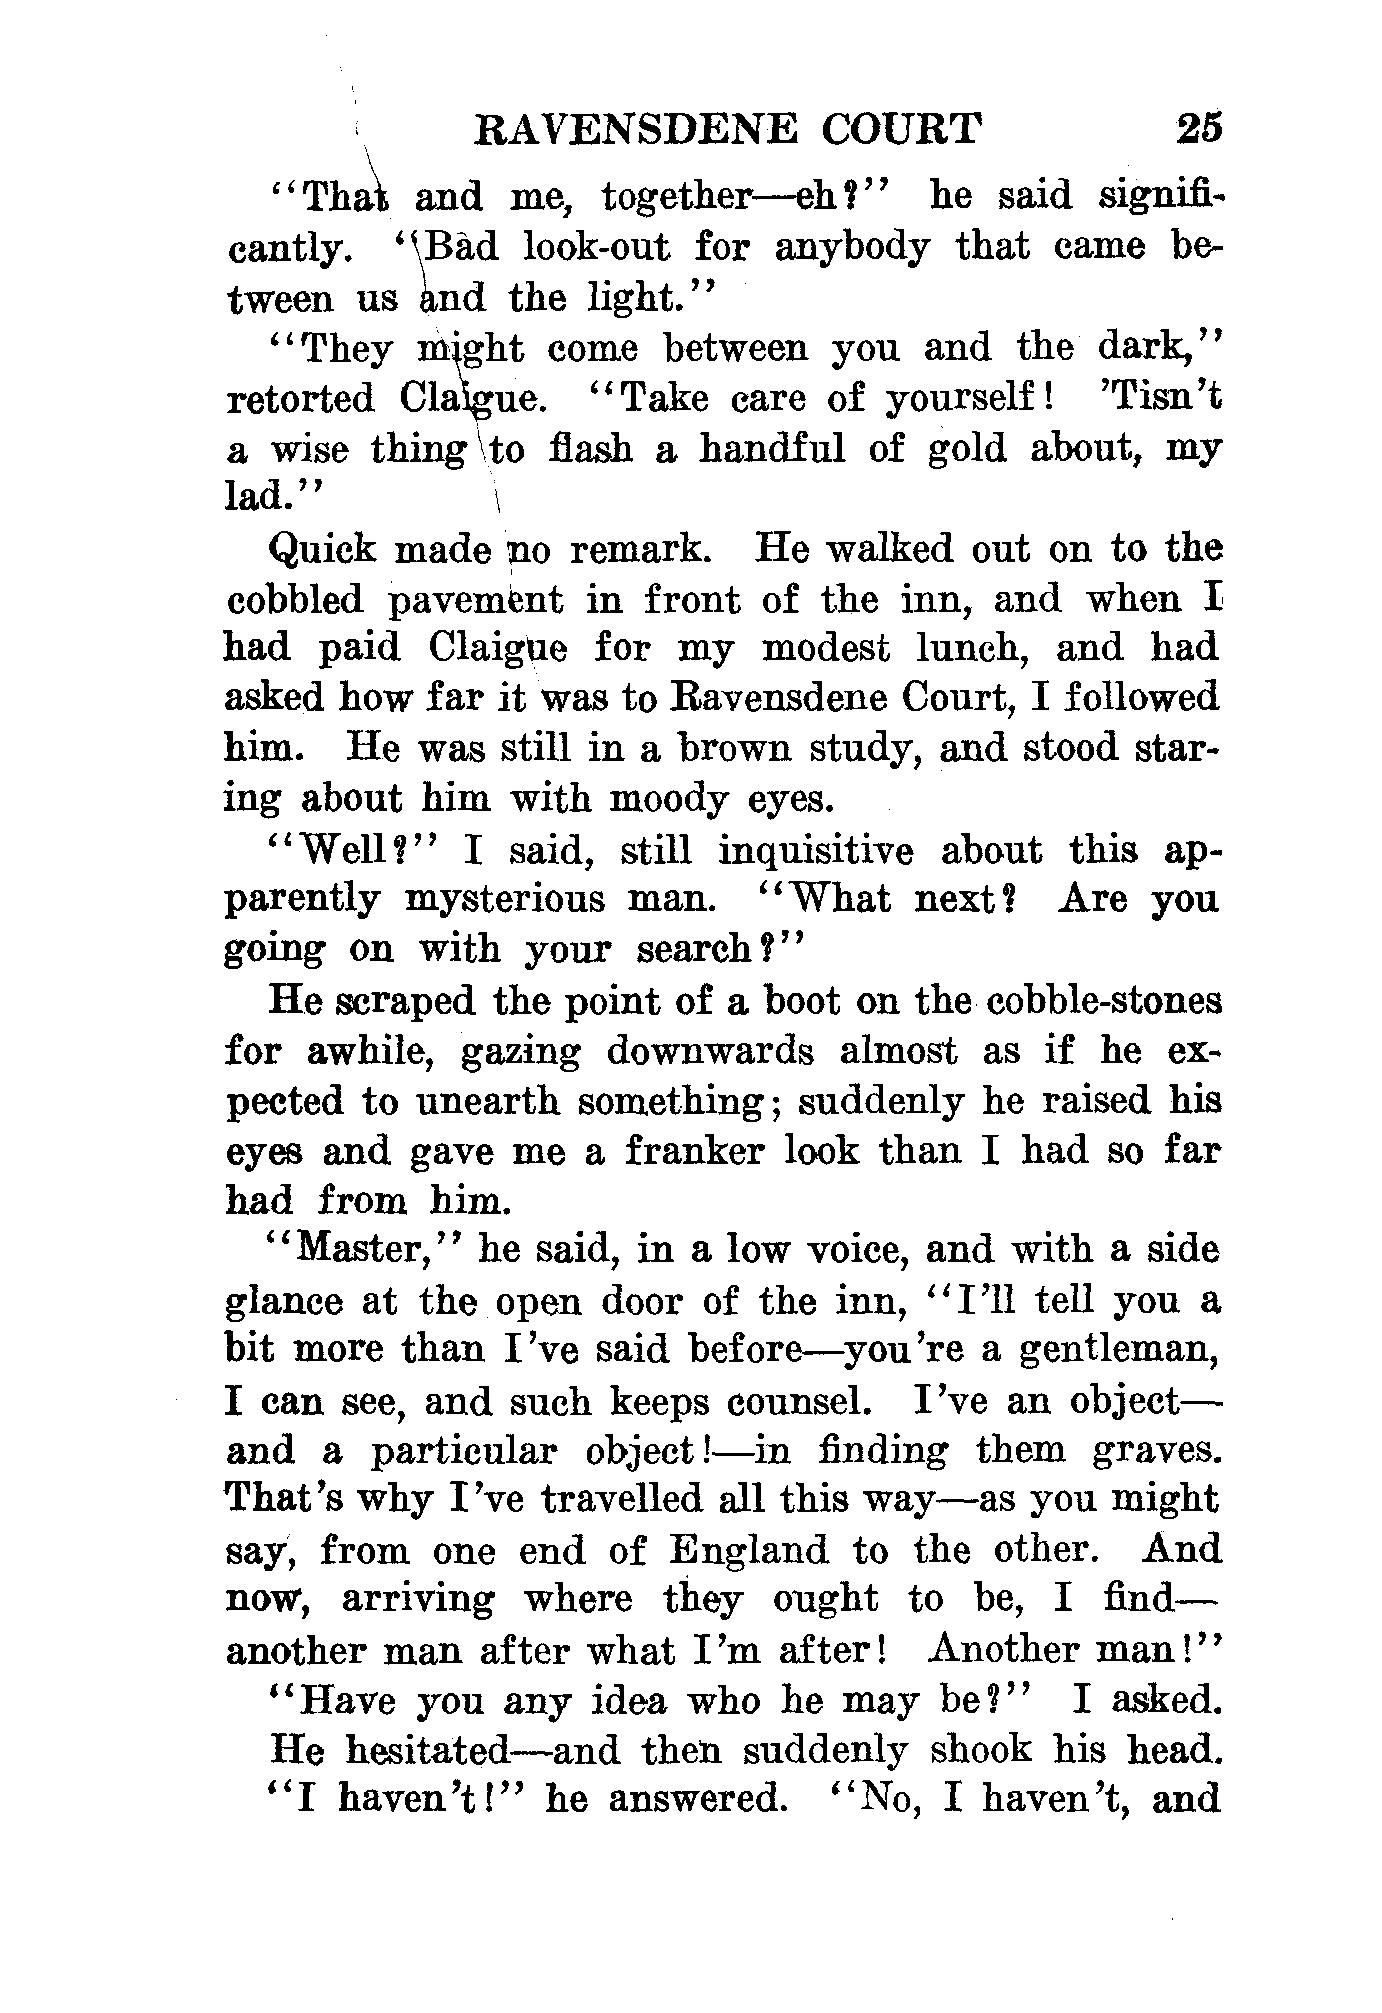 RAVENSDENE COURT 25
"That and me, together—eh?" he said signifi-
cantly. "Bad look-out for anybody that came be-
tween us and the light."
"They might come between you and the dark,"
retorted Claigue. "Take care of yourself! 'Tisn't
a wise thing to flash a handful of gold about, my
lad."
Quick made no remark. He walked out on to the
cobbled pavement in front of the inn, and when I
had paid Claigue for my modest lunch, and had
asked how far it was to Ravensdene Court, I followed
him. He was still in a brown study, and stood star-
ing about him with moody eyes.
"Well?" I said, still inquisitive about this ap-
parently mysterious man. "What next? Are you
going on with your search?"
He scraped the point of a boot on the cobble-stones
for awhile, gazing downwards almost as if he ex-
pected to unearth something; suddenly he raised his
eyes and gave me a franker look than I had so far
had from him.
"Master," he said, in a low voice, and with a side
glance at the open door of the inn, "I'll tell you a
bit more than I've said before—you're a gentleman,
I can see, and such keeps counsel. I've an object—
and a particular object!—in finding them graves.
That's why I've travelled all this way—as you might
say, from one end of England to the other. And
now, arriving where they ought to be, I find—
another man after what I'm after! Another man!"
"Have you any idea who he may be?" I asked.
He hesitated—and then suddenly shook his head.
"I haven't!" he answered. "No, I haven't, and